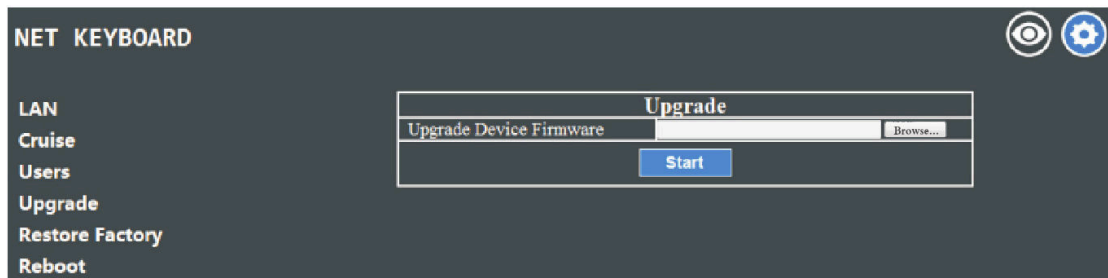 NET KEYBOARD
LAN
Cruise
Users
Upgrade
Restore Factory
Reboot
Upgrade
Upgrade Device Firmware Browse...
Start